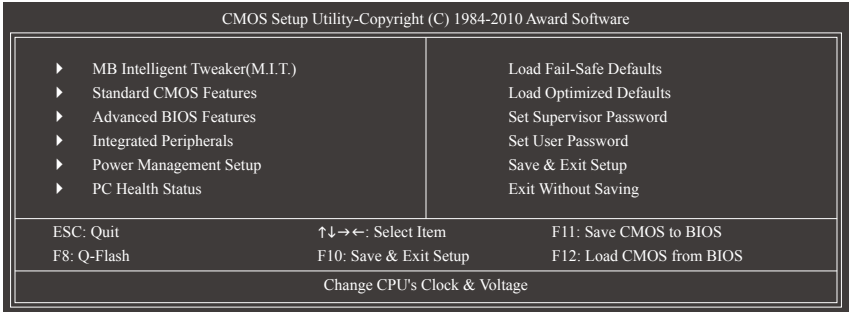 CMOS Setup Utility-Copyright (C) 1984-2010 Award Software
MB Intelligent Tweaker(M.I.T.)
Standard CMOS Features
Advanced BIOS Features
Integrated Peripherals
Power Management Setup
PC Health Status
Load Fail-Safe Defaults
Load Optimized Defaults
Set Supervisor Password
Set User Password
Save & Exit Setup
Exit Without Saving
ESC: Quit ↑↓→←: Select Item F11: Save CMOS to BIOS
F8: Q-Flash F10: Save & Exit Setup F12: Load CMOS from BIOS
Change CPU's Clock & Voltage